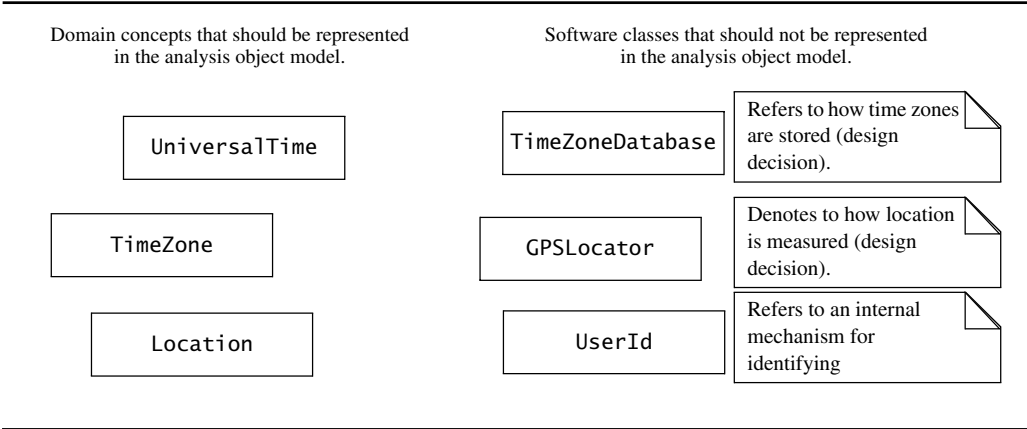 Domain concepts that should be represented
in the analysis object model.
Software classes that should not be represented
in the analysis object model.
UniversalTime
TimeZoneDatabase
Refers to how time zones
are stored (design
decision).
TimeZone
GPSLocator
Denotes to how location
is measured (design
decision).
Location
UserId
Refers to an internal
mechanism for
identifying